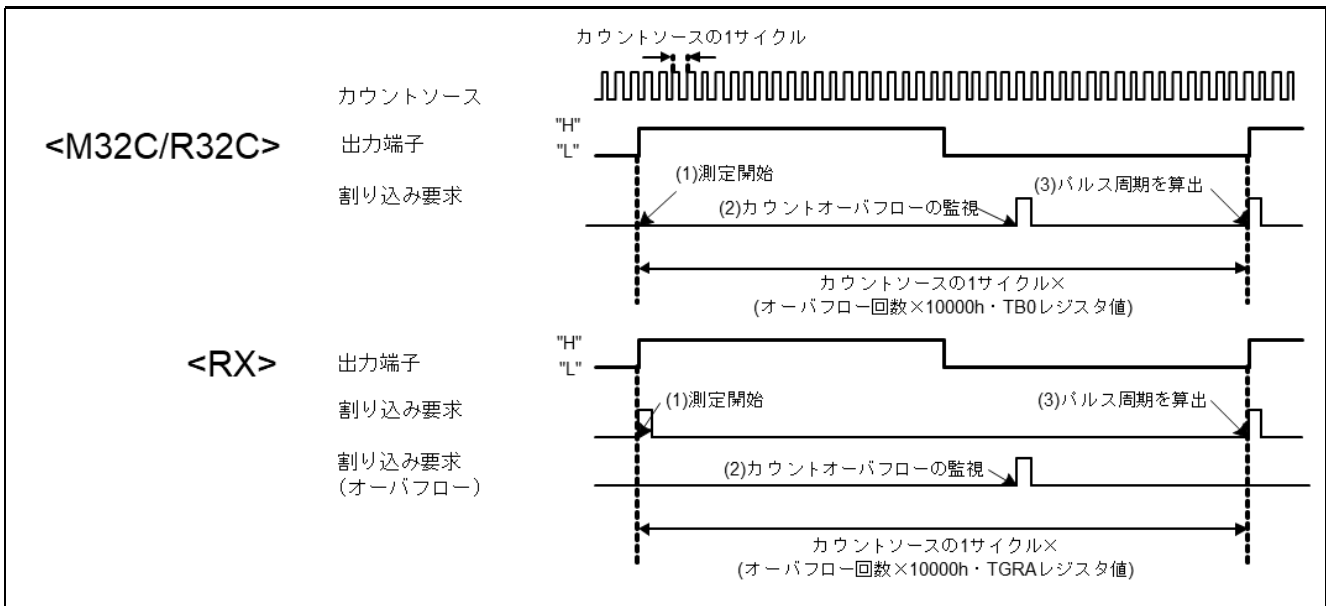 カウントソースの1サイクル
カウントソース
<M32C/R32C>
出力端子
"H"
"L"
割り込み要求
(1)測定開始
(2)カウントオーバフローの監視
(3)パルス周期を算出
カウントソースの1サイクル×
(オーバフロー回数×10000h・TB0レジスタ値)
<RX>
出力端子
"H"
"L"
割り込み要求
(1)測定開始
(3)パルス周期を算出
割り込み要求
(オーバフロー)
(2)カウントオーバフローの監視
カウントソースの1サイクル×
(オーバフロー回数×10000h・TGRAレジスタ値)